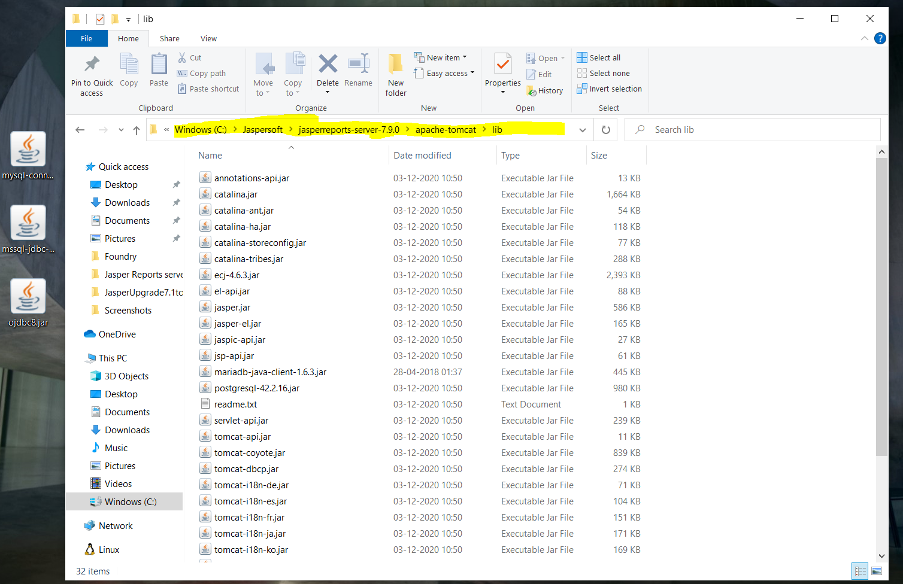 lib
File Home Share View
Pin to Quick access
Copy
Paste
Cut
Copy path
Paste shortcut
Clipboard
Move to
Copy to
Delete
Rename
Organize
New folder
New item
Easy access
New
Properties
Open
Edit
History
Open
Select all
Select none
Invert selection
Select
« Windows (C:) > Jaspersoft > jasperreports-server-7.9.0 > apache-tomcat > lib
Search lib
mysql-conn...
mssql-jdbc-...
ojdbc8.jar
Quick access
Desktop
Downloads
Documents
Pictures
Foundry
Jasper Reports serve
JasperUpgrade7.1to
Screenshots
OneDrive
This PC
3D Objects
Desktop
Documents
Downloads
Music
Pictures
Videos
Windows (C:)
Network
Linux
Name Date modified Type Size
annotations-api.jar 03-12-2020 10:50 Executable Jar File 13 KB
catalina.jar 03-12-2020 10:50 Executable Jar File 1,664 KB
catalina-ant.jar 03-12-2020 10:50 Executable Jar File 54 KB
catalina-ha.jar 03-12-2020 10:50 Executable Jar File 118 KB
catalina-storeconfig.jar 03-12-2020 10:50 Executable Jar File 77 KB
catalina-tribes.jar 03-12-2020 10:50 Executable Jar File 288 KB
ecj-4.6.3.jar 03-12-2020 10:50 Executable Jar File 2,393 KB
el-api.jar 03-12-2020 10:50 Executable Jar File 88 KB
jasper.jar 03-12-2020 10:50 Executable Jar File 586 KB
jasper-el.jar 03-12-2020 10:50 Executable Jar File 165 KB
jaspic-api.jar 03-12-2020 10:50 Executable Jar File 27 KB
jsp-api.jar 03-12-2020 10:50 Executable Jar File 61 KB
mariadb-java-client-1.6.3.jar 28-04-2018 01:37 Executable Jar File 445 KB
postgresql-42.2.16.jar 03-12-2020 10:50 Executable Jar File 980 KB
readme.txt 03-12-2020 10:50 Text Document 1 KB
servlet-api.jar 03-12-2020 10:50 Executable Jar File 239 KB
tomcat-api.jar 03-12-2020 10:50 Executable Jar File 11 KB
tomcat-coyote.jar 03-12-2020 10:50 Executable Jar File 839 KB
tomcat-dbcp.jar 03-12-2020 10:50 Executable Jar File 274 KB
tomcat-i18n-de.jar 03-12-2020 10:50 Executable Jar File 71 KB
tomcat-i18n-es.jar 03-12-2020 10:50 Executable Jar File 104 KB
tomcat-i18n-fr.jar 03-12-2020 10:50 Executable Jar File 151 KB
tomcat-i18n-ja.jar 03-12-2020 10:50 Executable Jar File 171 KB
tomcat-i18n-ko.jar 03-12-2020 10:50 Executable Jar File 169 KB
32 items